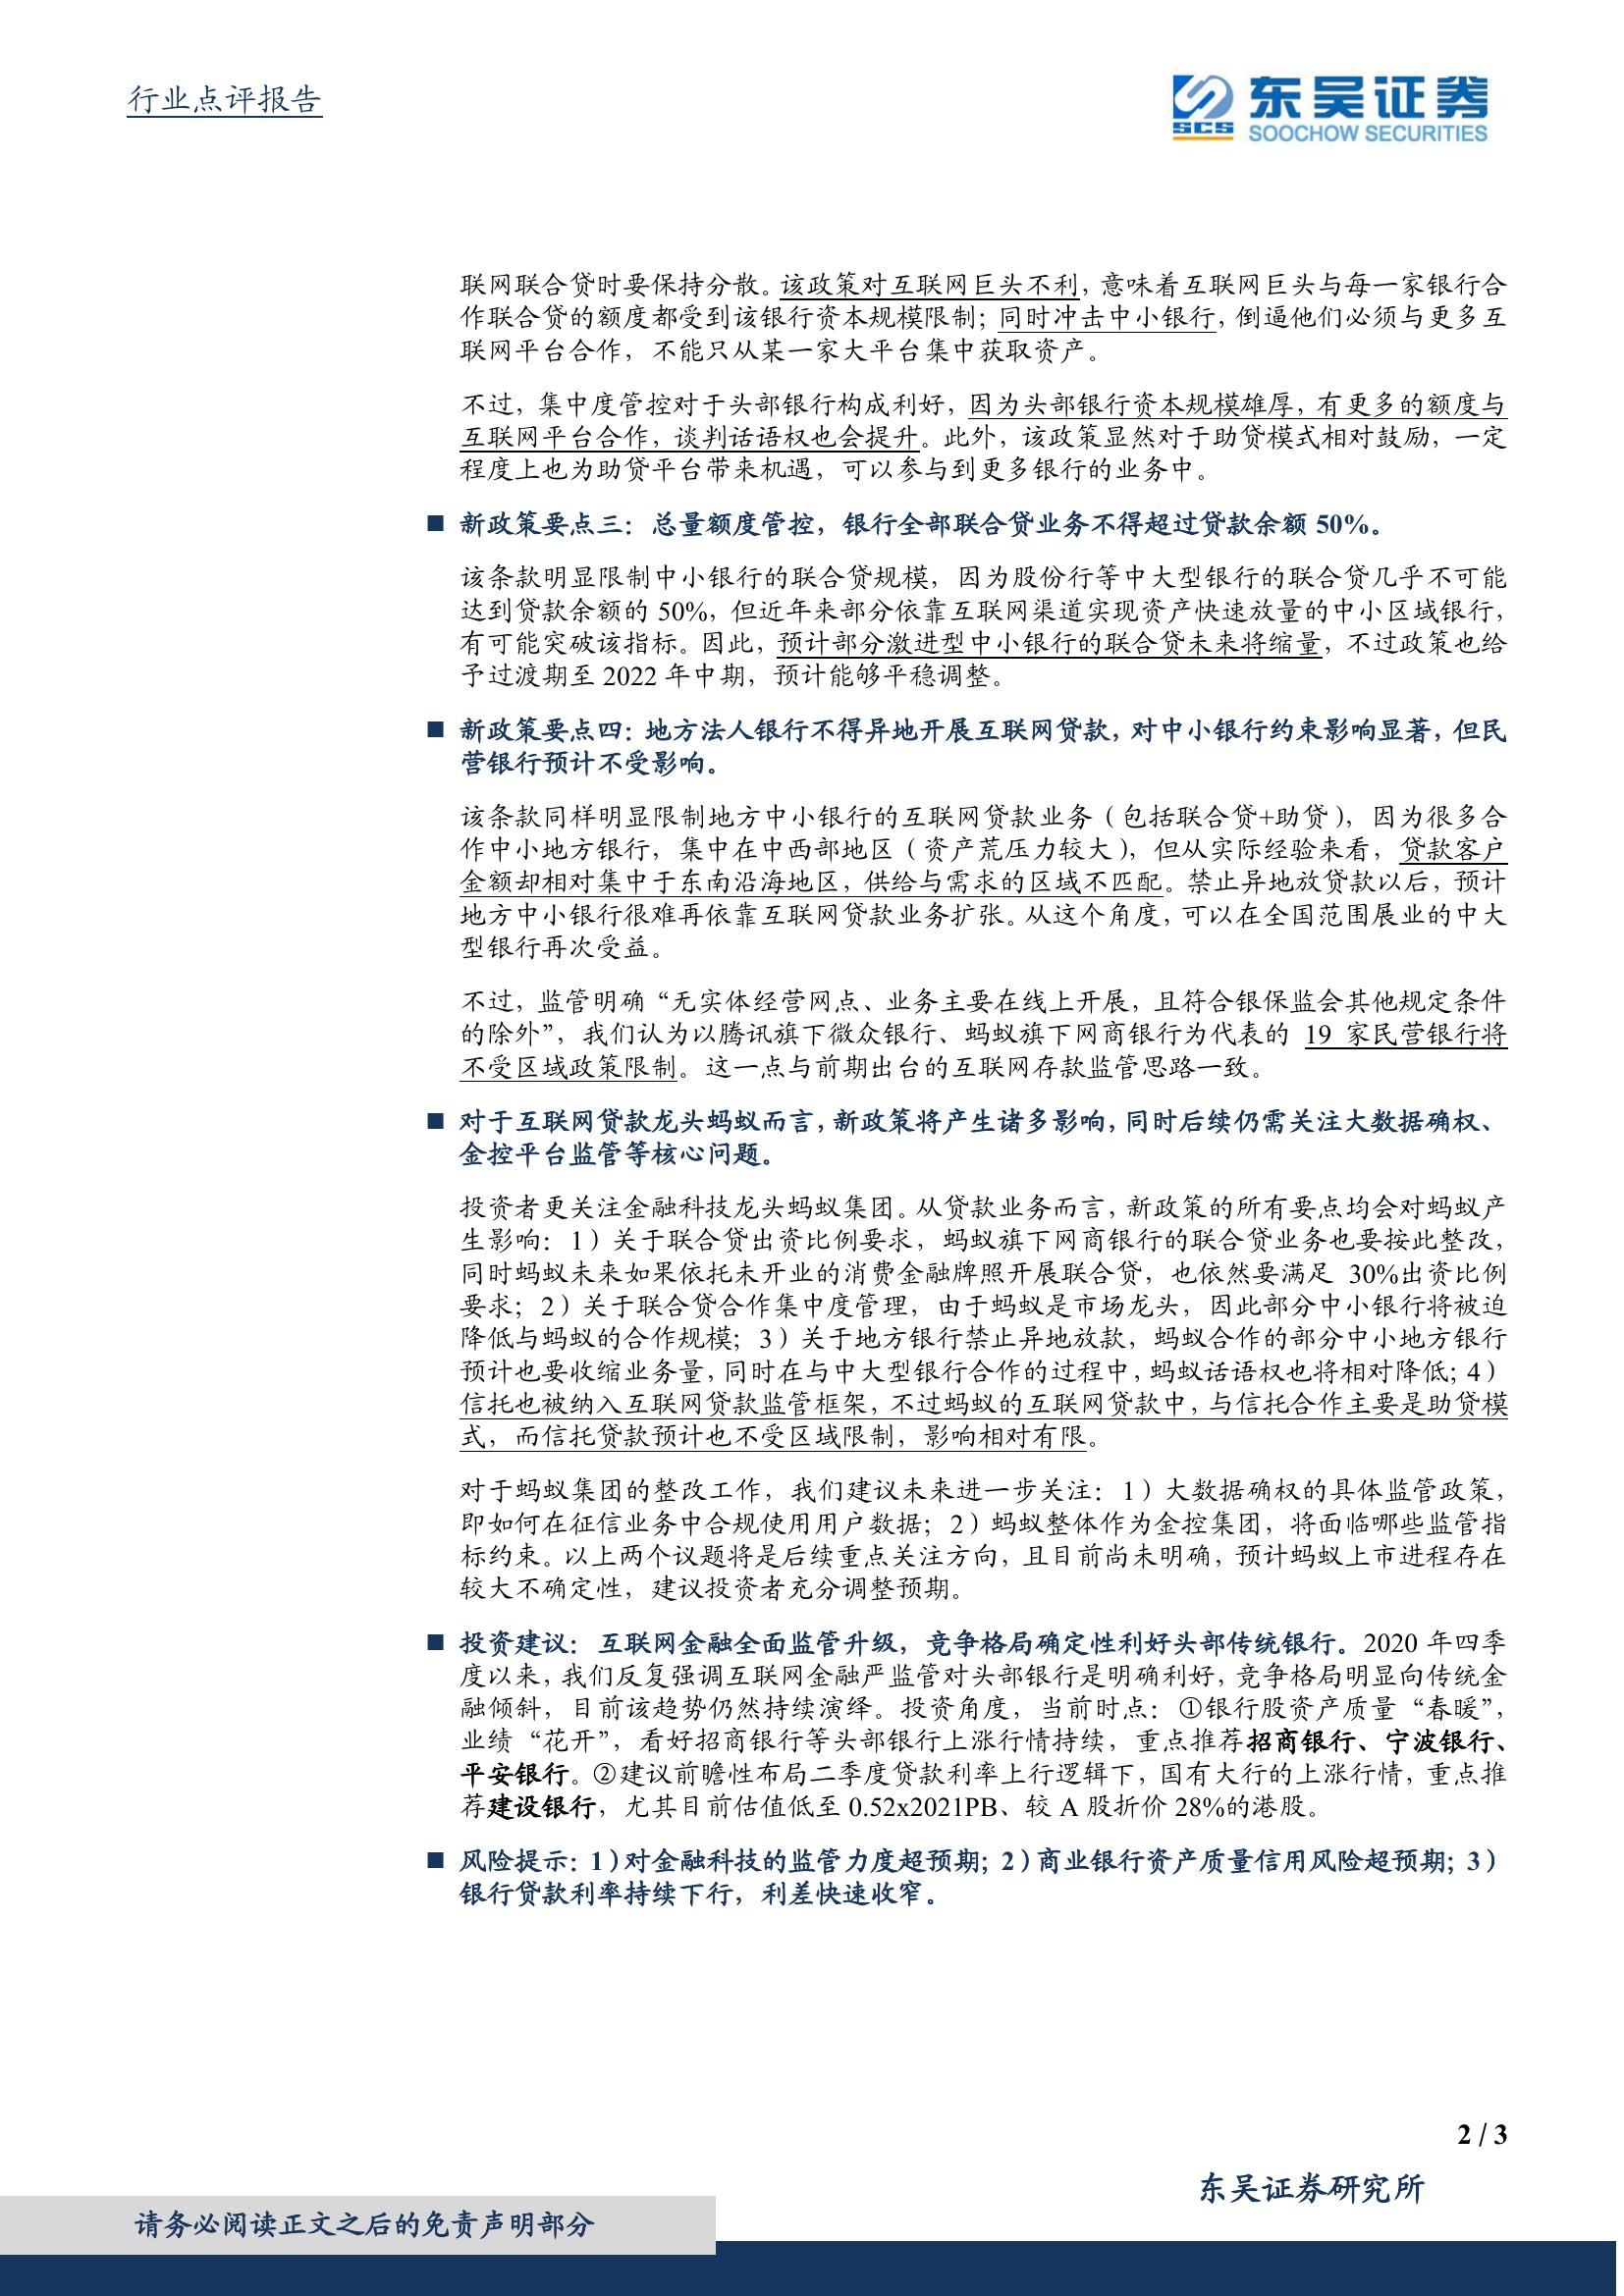 行业点评报告
SCS
东吴证券
SOOCHOW SECURITIES
联网联合贷时要保持分散。该政策对互联网巨头不利，意味着互联网巨头与每一家银行合
作联合贷的额度都受到该银行资本规模限制；同时冲击中小银行，倒逼他们必须与更多互
联网平台合作，不能只从某一家大平台集中获取资产。
不过，集中度管控对于头部银行构成利好，因为头部银行资本规模雄厚，有更多的额度与
互联网平台合作，谈判话语权也会提升。此外，该政策显然对于助贷模式相对鼓励，一定
程度上也为助贷平台带来机遇，可以参与到更多银行的业务中。
■ 新政策要点三：总量额度管控，银行全部联合贷业务不得超过贷款余额 50%。
该条款明显限制中小银行的联合贷规模，因为股份行等中大型银行的联合贷几乎不可能
达到贷款余额的 50%，但近年来部分依靠互联网渠道实现资产快速放量的中小区域银行，
有可能突破该指标。因此，预计部分激进型中小银行的联合贷未来将缩量，不过政策也给
予过渡期至 2022 年中期，预计能够平稳调整。
■ 新政策要点四：地方法人银行不得异地开展互联网贷款，对中小银行约束影响显著，但民
营银行预计不受影响。
该条款同样明显限制地方中小银行的互联网贷款业务（包括联合贷+助贷），因为很多合
作中小地方银行，集中在中西部地区（资产荒压力较大），但从实际经验来看，贷款客户
金额却相对集中于东南沿海地区，供给与需求的区域不匹配。禁止异地放贷款以后，预计
地方中小银行很难再依靠互联网贷款业务扩张。从这个角度，可以在全国范围展业的中大
型银行再次受益。
不过，监管明确“无实体经营网点、业务主要在线上开展，且符合银保监会其他规定条件
的除外”，我们认为以腾讯旗下微众银行、蚂蚁旗下网商银行为代表的 19 家民营银行将
不受区域政策限制。这一点与前期出台的互联网存款监管思路一致。
■ 对于互联网贷款龙头蚂蚁而言，新政策将产生诸多影响，同时后续仍需关注大数据确权、
金控平台监管等核心问题。
投资者更关注金融科技龙头蚂蚁集团。从贷款业务而言，新政策的所有要点均会对蚂蚁产
生影响：1）关于联合贷出资比例要求，蚂蚁旗下网商银行的联合贷业务也要按此整改，
同时蚂蚁未来如果依托未开业的消费金融牌照开展联合贷，也依然要满足 30%出资比例
要求；2）关于联合贷合作集中度管理，由于蚂蚁是市场龙头，因此部分中小银行将被迫
降低与蚂蚁的合作规模；3）关于地方银行禁止异地放款，蚂蚁合作的部分中小地方银行
预计也要收缩业务量，同时在与中大型银行合作的过程中，蚂蚁话语权也将相对降低；4）
信托也被纳入互联网贷款监管框架，不过蚂蚁的互联网贷款中，与信托合作主要是助贷模
式，而信托贷款预计也不受区域限制，影响相对有限。
对于蚂蚁集团的整改工作，我们建议未来进一步关注：1）大数据确权的具体监管政策，
即如何在征信业务中合规使用用户数据；2）蚂蚁整体作为金控集团，将面临哪些监管指
标约束。以上两个议题将是后续重点关注方向，且目前尚未明确，预计蚂蚁上市进程存在
较大不确定性，建议投资者充分调整预期。
■ 投资建议：互联网金融全面监管升级，竞争格局确定性利好头部传统银行。2020 年四季
度以来，我们反复强调互联网金融严监管对头部银行是明确利好，竞争格局明显向传统金
融倾斜，目前该趋势仍然持续演绎。投资角度，当前时点：①银行股资产质量“春暖”，
业绩“花开”，看好招商银行等头部银行上涨行情持续，重点推荐招商银行、宁波银行、
平安银行。②建议前瞻性布局二季度贷款利率上行逻辑下，国有大行的上涨行情，重点推
荐建设银行，尤其目前估值低至 0.52x2021PB、较 A 股折价 28%的港股。
■ 风险提示：1）对金融科技的监管力度超预期；2）商业银行资产质量信用风险超预期；3）
银行贷款利率持续下行，利差快速收窄。
2 / 3
东吴证券研究所
请务必阅读正文之后的免责声明部分